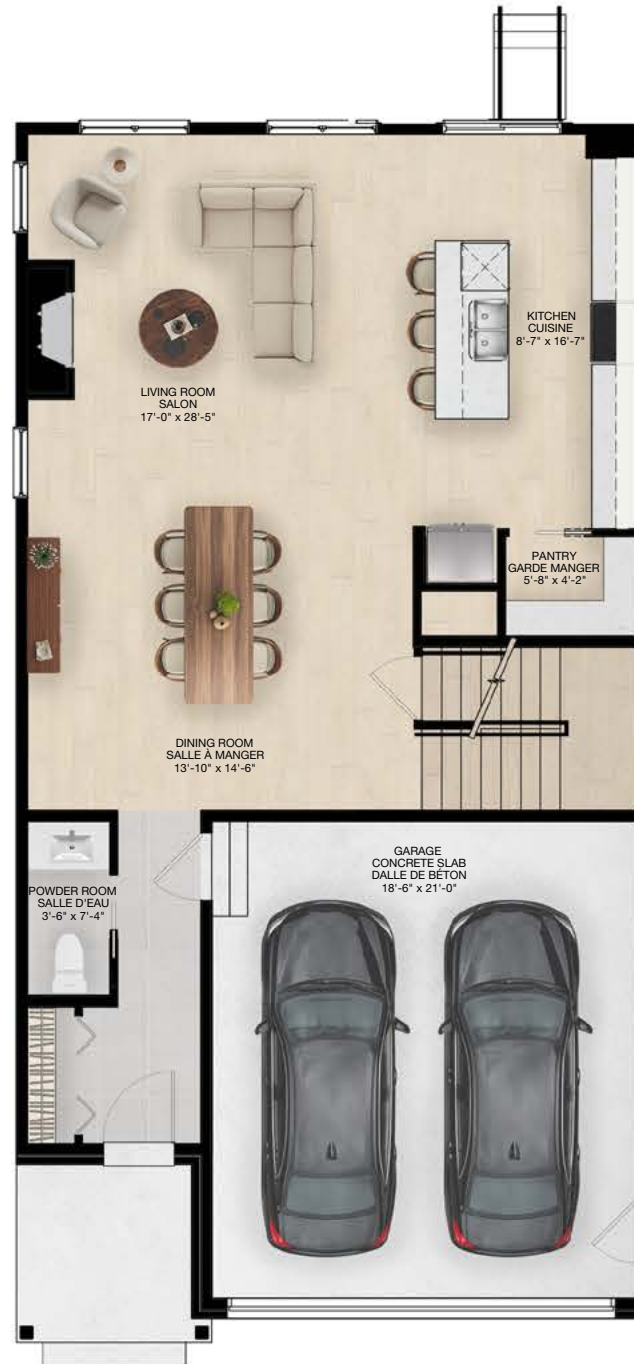 KITCHEN
CUISINE
8'-7" x 16'-7"
LIVING ROOM
SALON
17'-0" x 28'-5"
PANTRY
GARDE MANGER
5'-8" x 4'-2"
DINING ROOM
SALLE À MANGER
13'-10" x 14'-6"
GARAGE
CONCRETE SLAB
DALLE DE BÉTON
18'-6" x 21'-0"
POWDER ROOM
SALLE D'EAU
3'-6" x 7'-4"